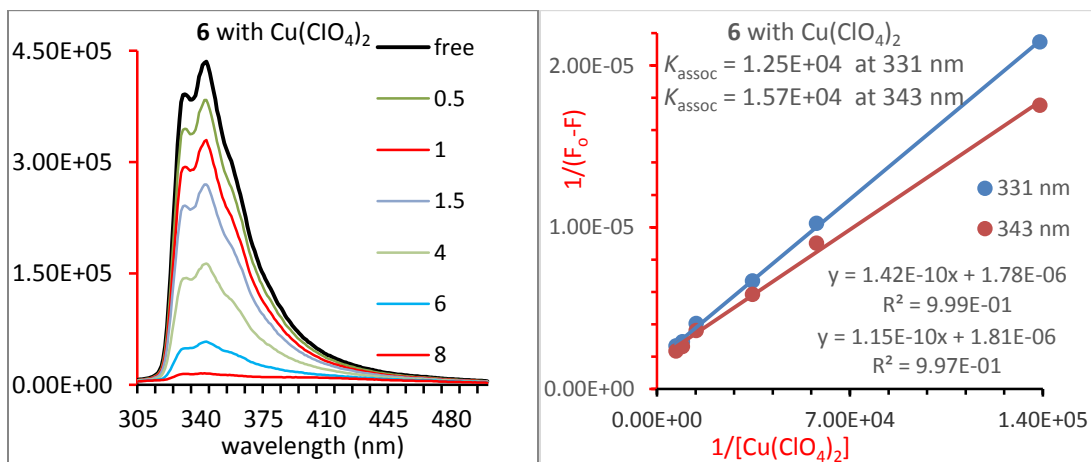 6 with Cu(ClO4)2
4.50E+05
3.00E+05
1.50E+05
0.00E+00
305 340 375 410 445 480
wavelength (nm)
free
0.5
1
1.5
4
6
8
6 with Cu(ClO4)2
Kassoc = 1.25E+04 at 331 nm
Kassoc = 1.57E+04 at 343 nm
2.00E-05
1.00E-05
0.00E+00
1/(Fo-F)
331 nm
343 nm
y = 1.42E-10x + 1.78E-06
R² = 9.99E-01
y = 1.15E-10x + 1.81E-06
R² = 9.97E-01
0.00E+00 7.00E+04 1.40E+05
1/[Cu(ClO4)2]